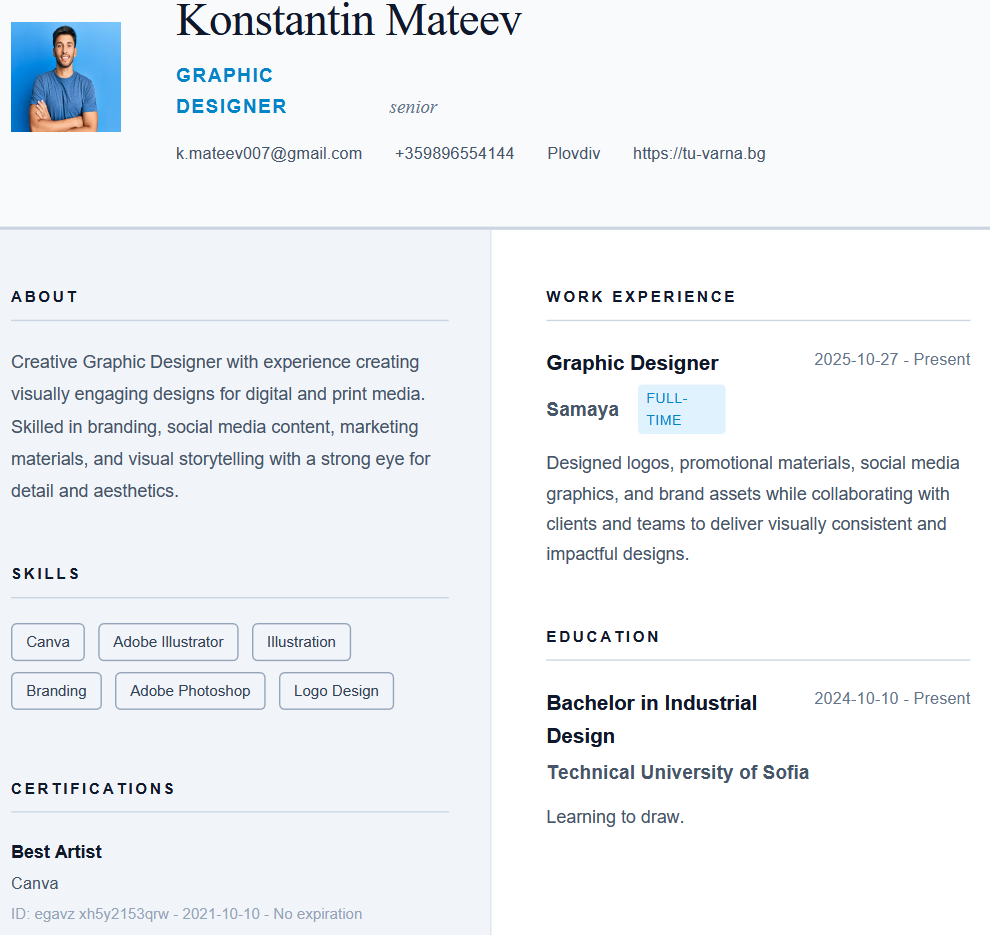 Konstantin Mateev
GRAPHIC
DESIGNER
senior
k.mateev007@gmail.com +359896554144 Plovdiv https://tu-varna.bg
ABOUT
Creative Graphic Designer with experience creating
visually engaging designs for digital and print media.
Skilled in branding, social media content, marketing
materials, and visual storytelling with a strong eye for
detail and aesthetics.
SKILLS
Canva Adobe Illustrator Illustration
Branding Adobe Photoshop Logo Design
CERTIFICATIONS
Best Artist
Canva
ID: egavz xh5y2153qrw - 2021-10-10 - No expiration
WORK EXPERIENCE
Graphic Designer 2025-10-27 - Present
Samaya FULL-
TIME
Designed logos, promotional materials, social media
graphics, and brand assets while collaborating with
clients and teams to deliver visually consistent and
impactful designs.
EDUCATION
Bachelor in Industrial 2024-10-10 - Present
Design
Technical University of Sofia
Learning to draw.